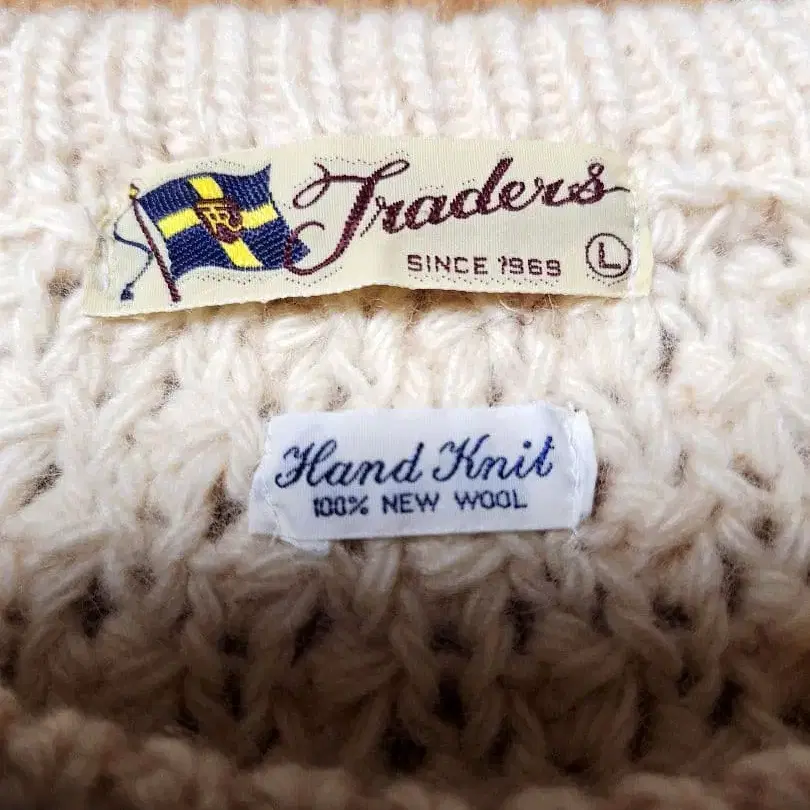 Traders
SINCE 1969 L
Hand Knit
100% NEW WOOL